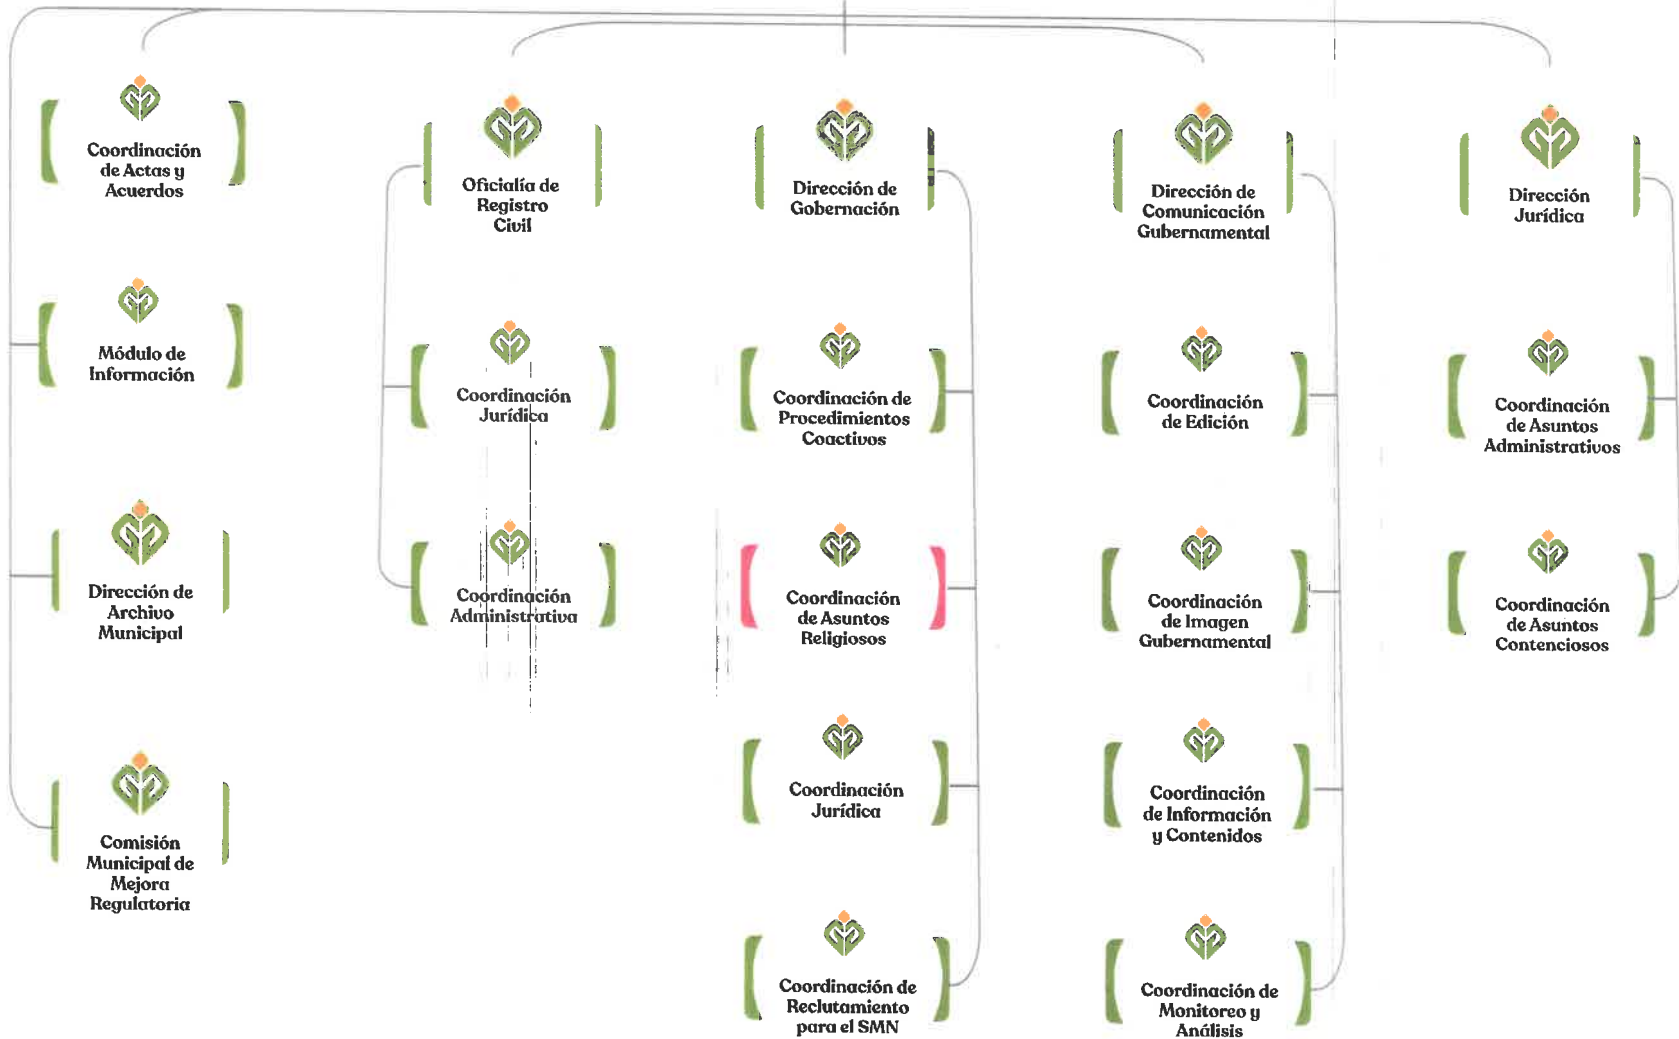 Coordinación
de Actas y
Acuerdos
Módulo de
Información
Dirección de
Archivo
Municipal
Comisión
Municipal de
Mejora
Regulatoria
Oficialía de
Registro
Civil
Coordinación
Jurídica
Coordinación
Administrativa
Dirección de
Gobernación
Coordinación de
Procedimientos
Coactivos
Coordinación
de Asuntos
Religiosos
Coordinación
Jurídica
Coordinación de
Reclutamiento
para el SMN
Dirección de
Comunicación
Gubernamental
Coordinación
de Edición
Coordinación
de Imagen
Gubernamental
Coordinación
de Información
y Contenidos
Coordinación de
Monitoreo y
Análisis
Dirección
Jurídica
Coordinación
de Asuntos
Administrativos
Coordinación
de Asuntos
Contenciosos